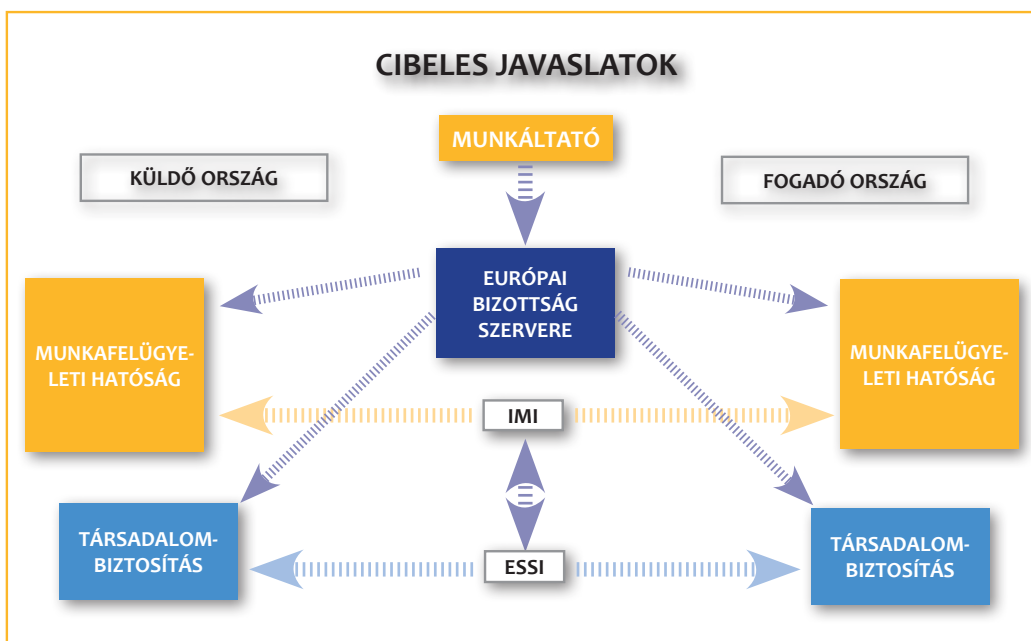 CIBELES JAVASLATOK
MUNKÁLTATÓ
KÜLDŐ ORSZÁG
FOGADÓ ORSZÁG
EURÓPAI
BIZOTTSÁG
SZERVERE
MUNKAFELÜGYE-
LETI HATÓSÁG
MUNKAFELÜGYE-
LETI HATÓSÁG
IMI
TÁRSADALOM-
BIZTOSÍTÁS
ESSI
TÁRSADALOM-
BIZTOSÍTÁS